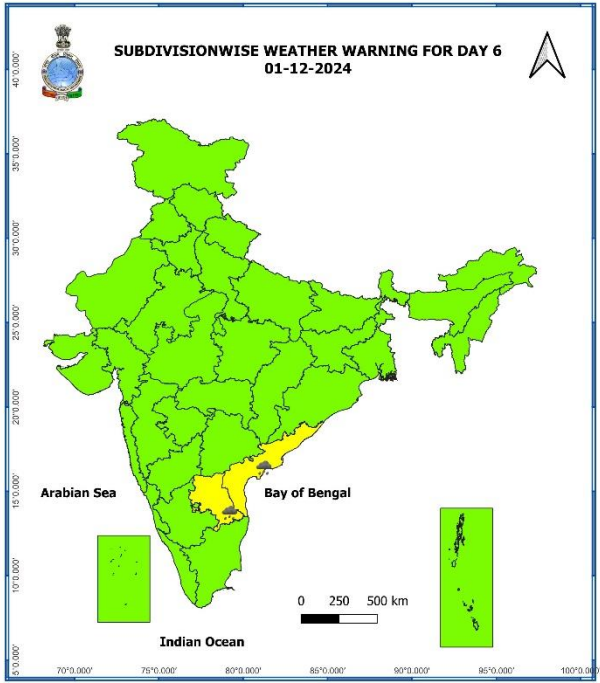 SUBDIVISIONWISE WEATHER WARNING FOR DAY 6
01-12-2024
40°0.000'
35°0.000'
30°0.000'
25°0.000'
20°0.000'
15°0.000'
10°0.000'
5°0.000'
Arabian Sea
Bay of Bengal
0 250 500 km
Indian Ocean
70°0.000' 75°0.000' 80°0.000' 85°0.000' 90°0.000' 95°0.000' 100°0.000'